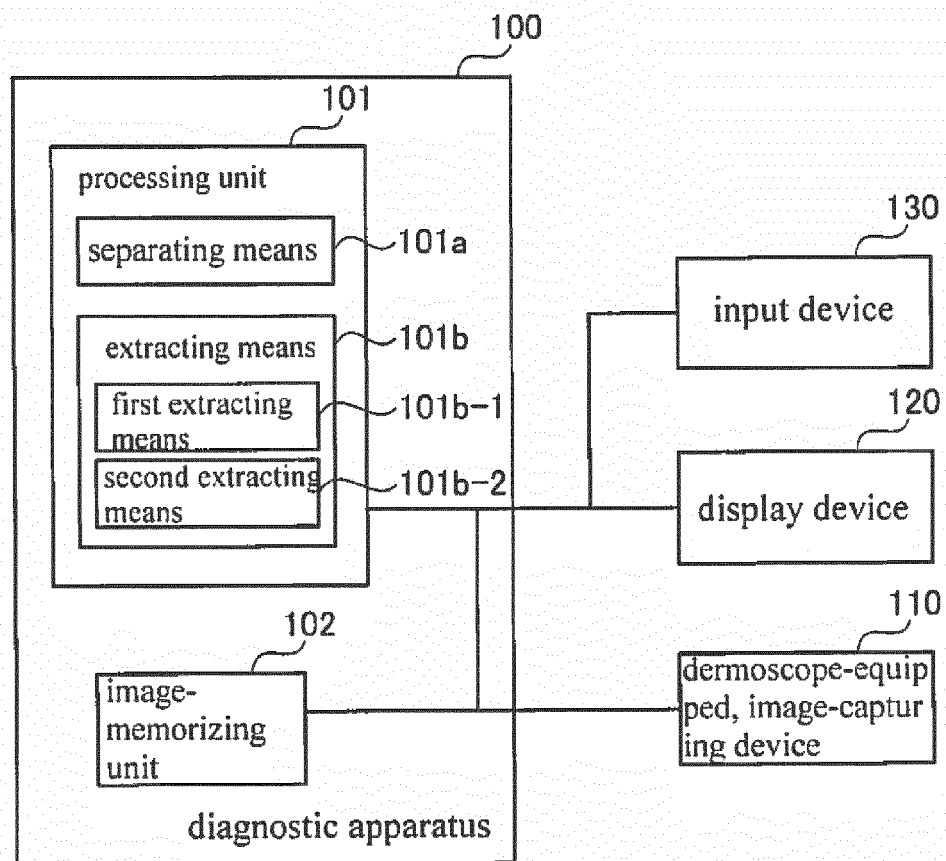 100
101
processing unit
separating means
101a
130
input device
extracting means
101b
first extracting
means
101b-1
second extracting
means
101b-2
120
display device
102
image-
memorizing
unit
110
dermoscope-equip
ped, image-captur
ing device
diagnostic apparatus